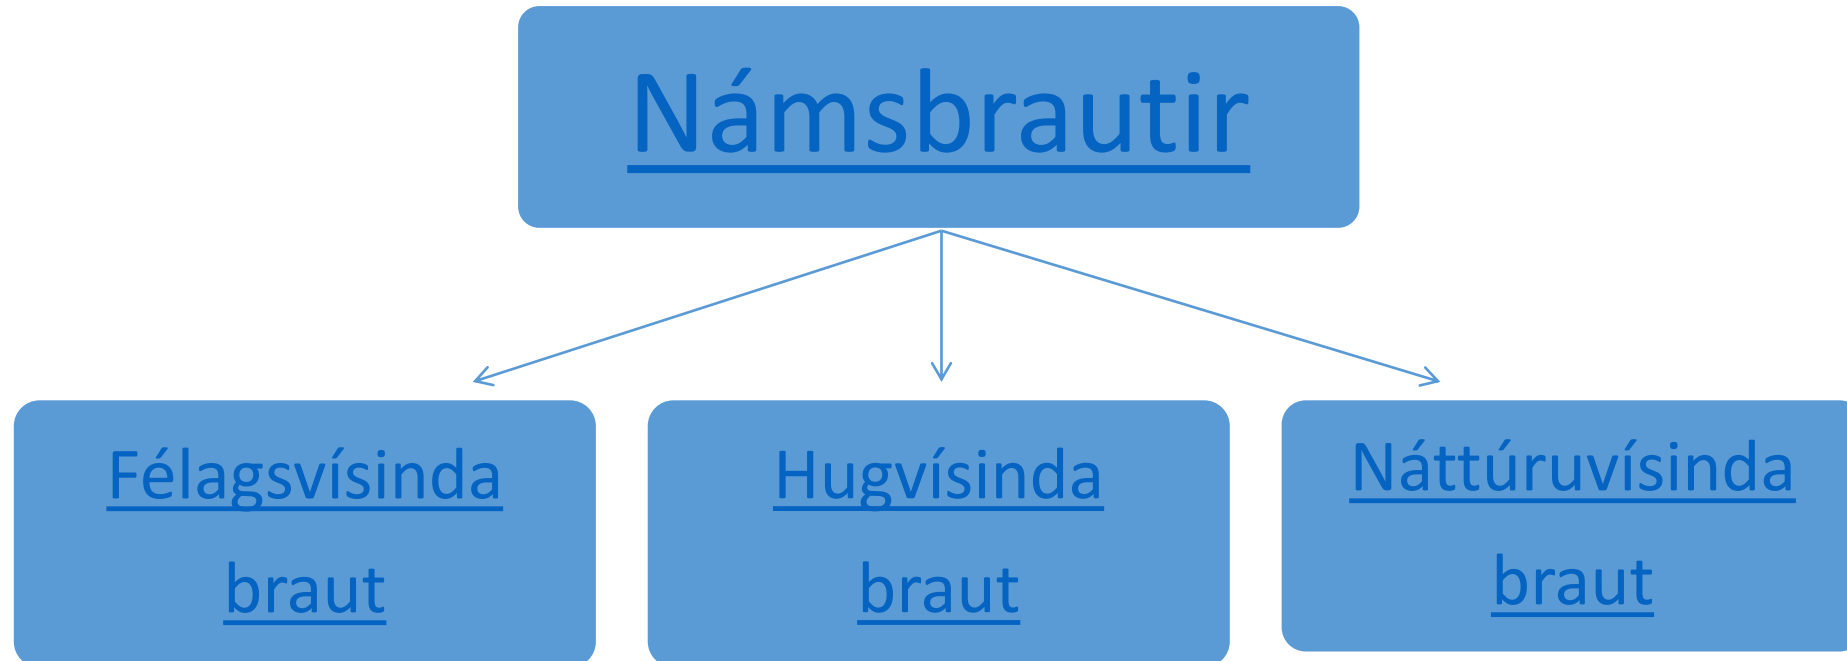 Námsbrautir
Félagsvísinda
braut
Hugvísinda
braut
Náttúruvísinda
braut